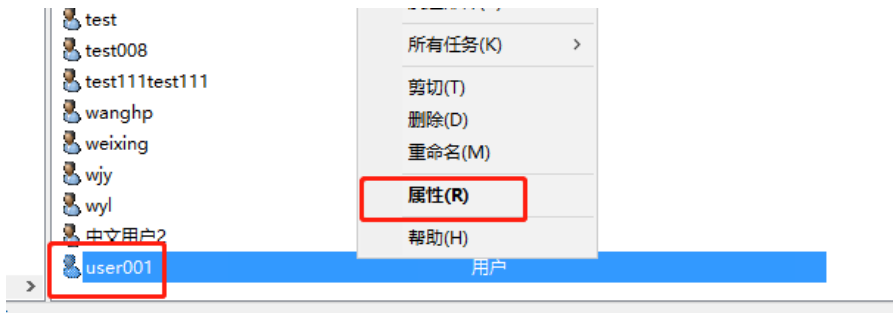 test
test008
test111test111
wanghp
weixing
wjy
wyl
中文用户2
user001 用户
所有任务(K)
剪切(T)
删除(D)
重命名(M)
属性(R)
帮助(H)